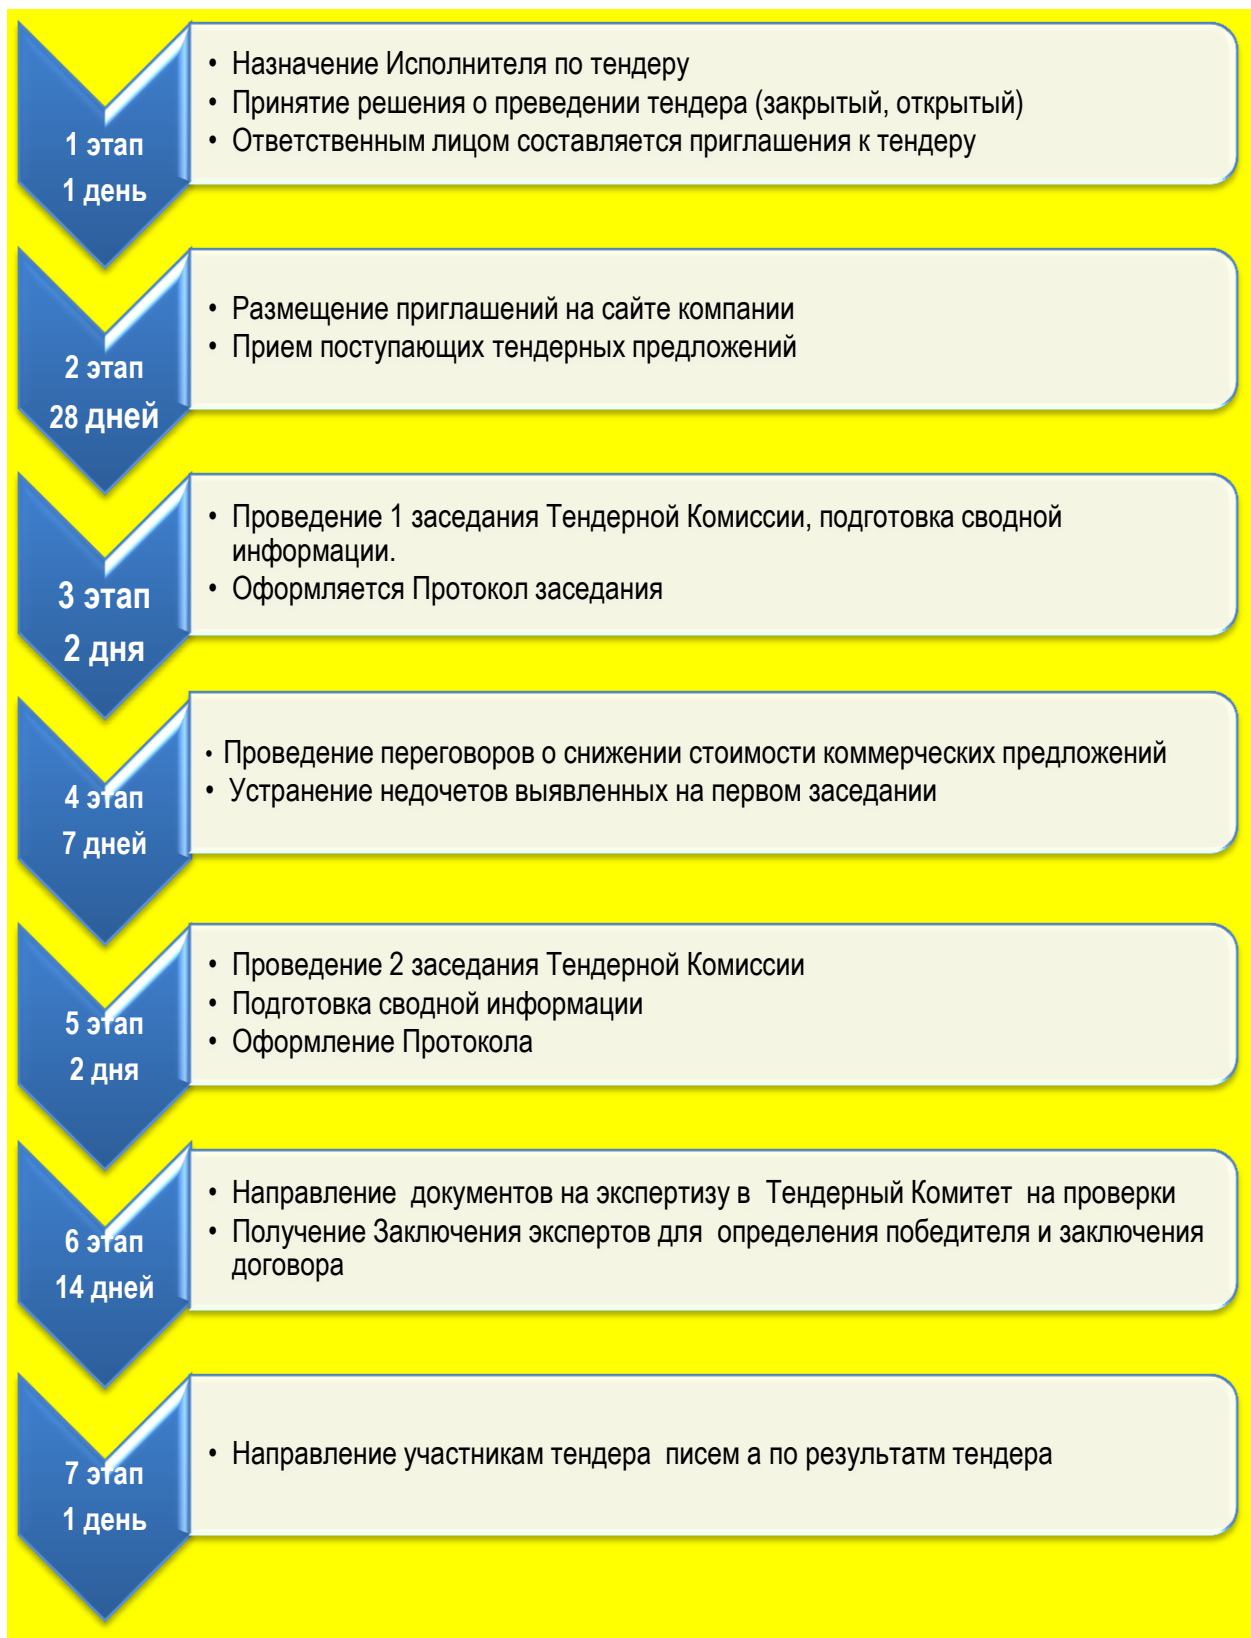 1 этап
1 день
• Назначение Исполнителя по тендеру
• Принятие решения о преведении тендера (закрытый, открытый)
• Ответственным лицом составляется приглашения к тендеру
2 этап
28 дней
• Размещение приглашений на сайте компании
• Прием поступающих тендерных предложений
3 этап
2 дня
• Проведение 1 заседания Тендерной Комиссии, подготовка сводной
информации.
• Оформляется Протокол заседания
4 этап
7 дней
• Проведение переговоров о снижении стоимости коммерческих предложений
• Устранение недочетов выявленных на первом заседании
5 этап
2 дня
• Проведение 2 заседания Тендерной Комиссии
• Подготовка сводной информации
• Оформление Протокола
6 этап
14 дней
• Направление документов на экспертизу в Тендерный Комитет на проверки
• Получение Заключения экспертов для определения победителя и заключения
договора
7 этап
1 день
• Направление участникам тендера писем а по результатм тендера